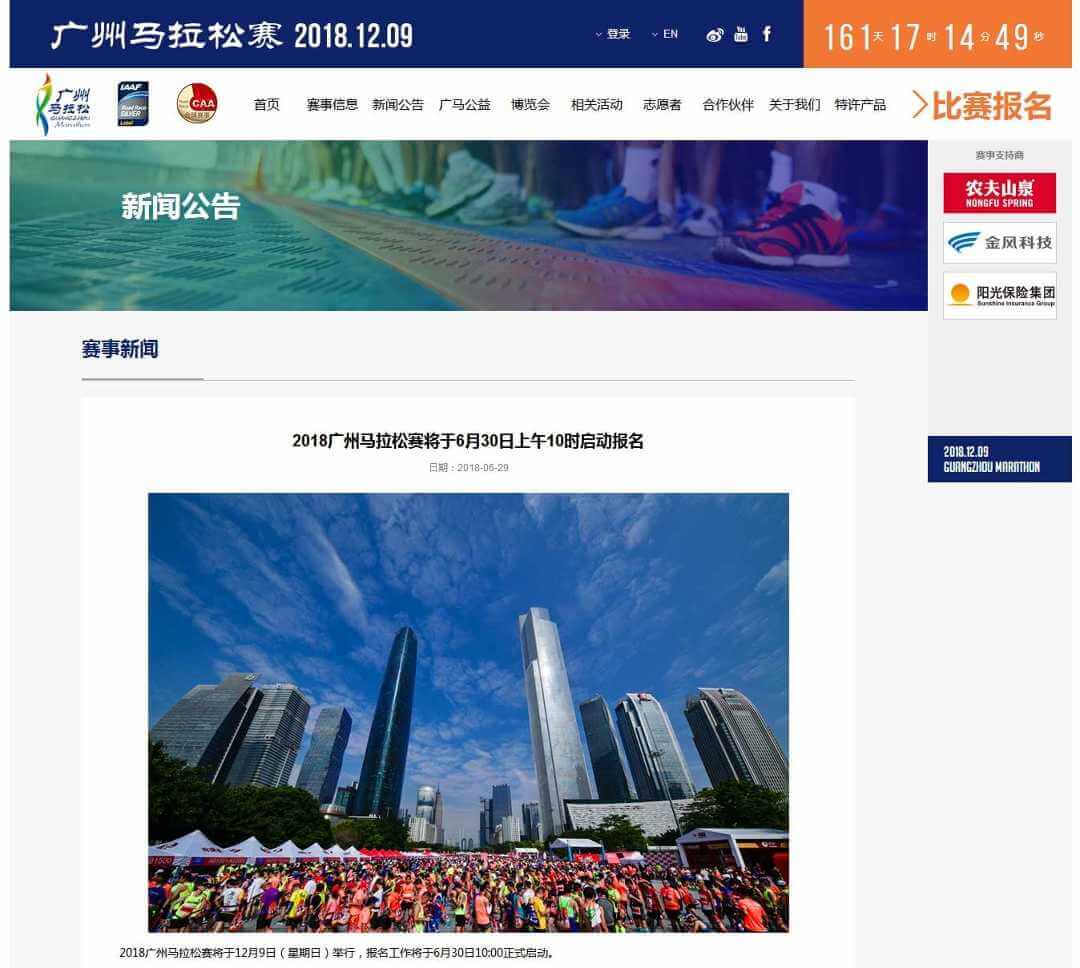 广州马拉松赛 2018.12.09
登录
EN
161天17时14分49秒
广州
马拉松
GUANGZHOU
Marathon
IAAF
Road Race
SILVER
Label
CAA
首页
赛事信息
新闻公告
广马公益
博览会
相关活动
志愿者
合作伙伴
关于我们
特许产品
比赛报名
新闻公告
赛事支持商
农夫山泉
NONGFU SPRING
金风科技
阳光保险集团
Sunshine Insurance Group
2018.12.09
GUANGZHOU MARATHON
赛事新闻
2018广州马拉松赛将于6月30日上午10时启动报名
日期：2018-06-29
2018广州马拉松赛将于12月9日（星期日）举行，报名工作将于6月30日10:00正式启动。